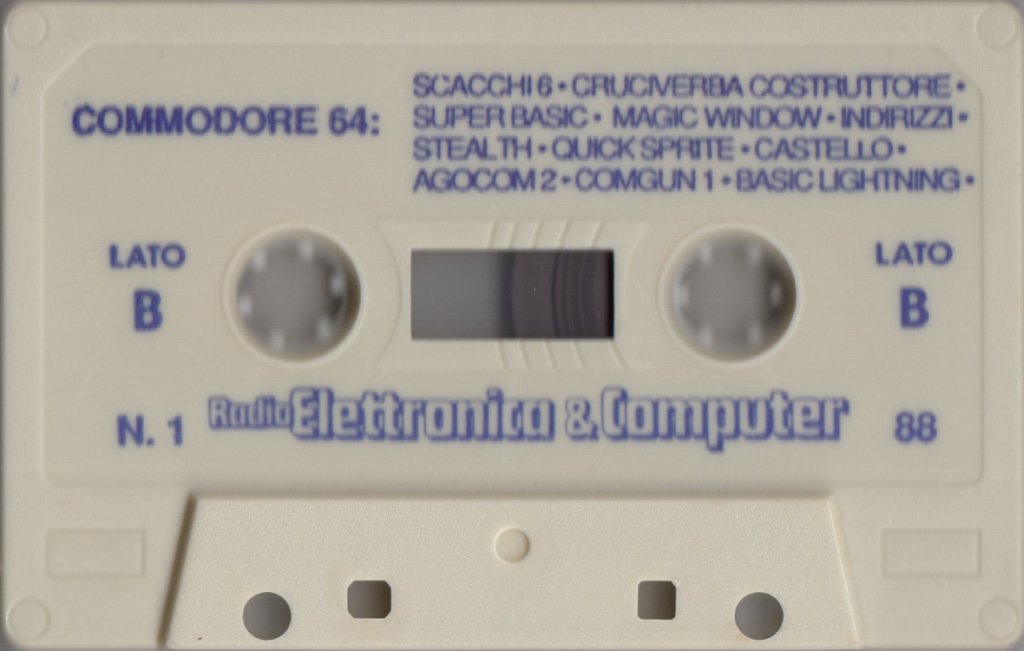 COMMODORE 64:
SCACCHI 6 • CRUCIVERBA COSTRUTTORE •
SUPER BASIC • MAGIC WINDOW • INDIRIZZI •
STEALTH • QUICK SPRITE • CASTELLO •
AGOCOM 2 • COMGUN 1 • BASIC LIGHTNING •
LATO
B
LATO
B
N. 1
Radio Elettronica & Computer
88